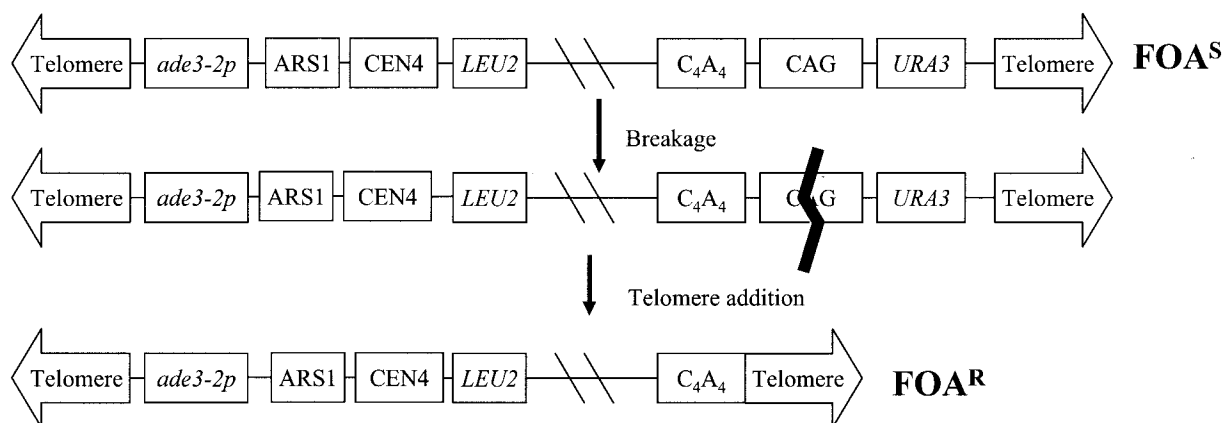 Telomere ade3-2p ARS1 CEN4 LEU2 C₄A₄ CAG URA3 Telomere FOAˢ
Breakage
Telomere ade3-2p ARS1 CEN4 LEU2 C₄A₄ CAG URA3 Telomere
Telomere addition
Telomere ade3-2p ARS1 CEN4 LEU2 C₄A₄ Telomere FOAᴿ